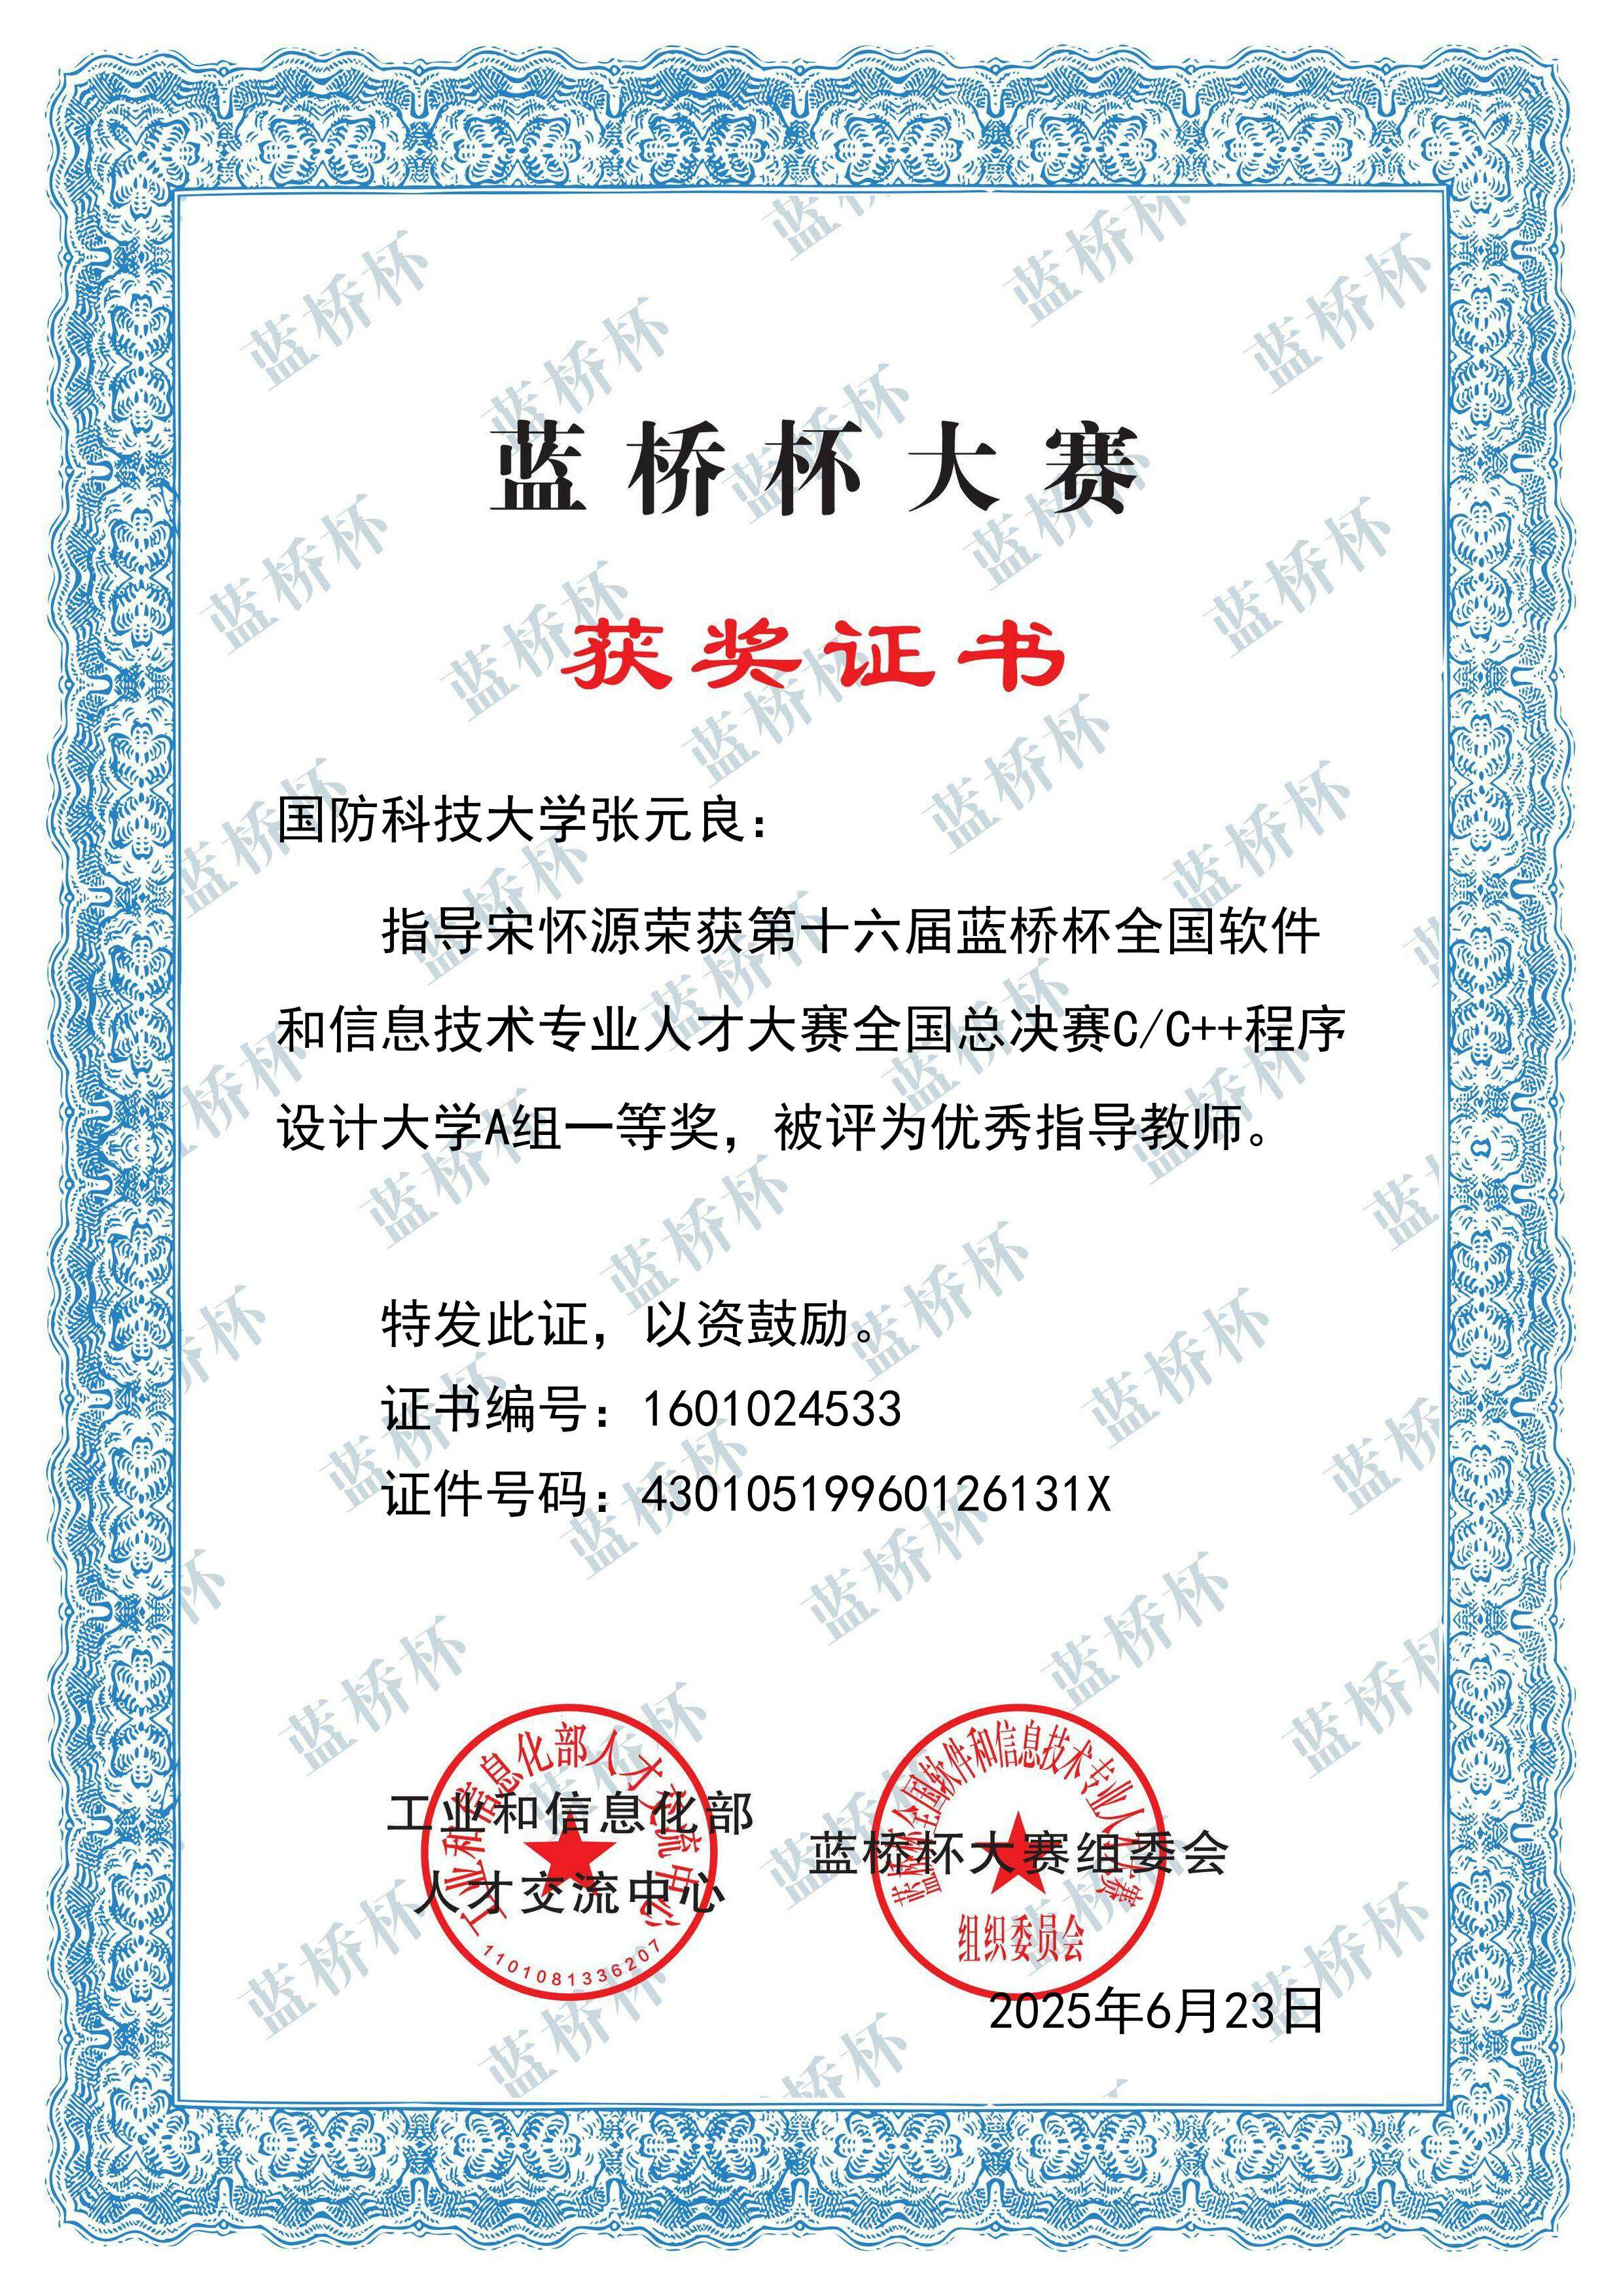 蓝桥杯大赛
获奖证书
国防科技大学张元良：
指导宋怀源荣获第十六届蓝桥杯全国软件
和信息技术专业人才大赛全国总决赛C/C++程序
设计大学A组一等奖，被评为优秀指导教师。
特发此证，以资鼓励。
证书编号：1601024533
证件号码：43010519960126131X
工业和信息化部
人才交流中心
工业和信息化部人才交流中心
1101081336207
蓝桥杯大赛组委会
蓝桥杯全国软件和信息技术专业人才大赛
组织委员会
2025年6月23日
蓝桥杯